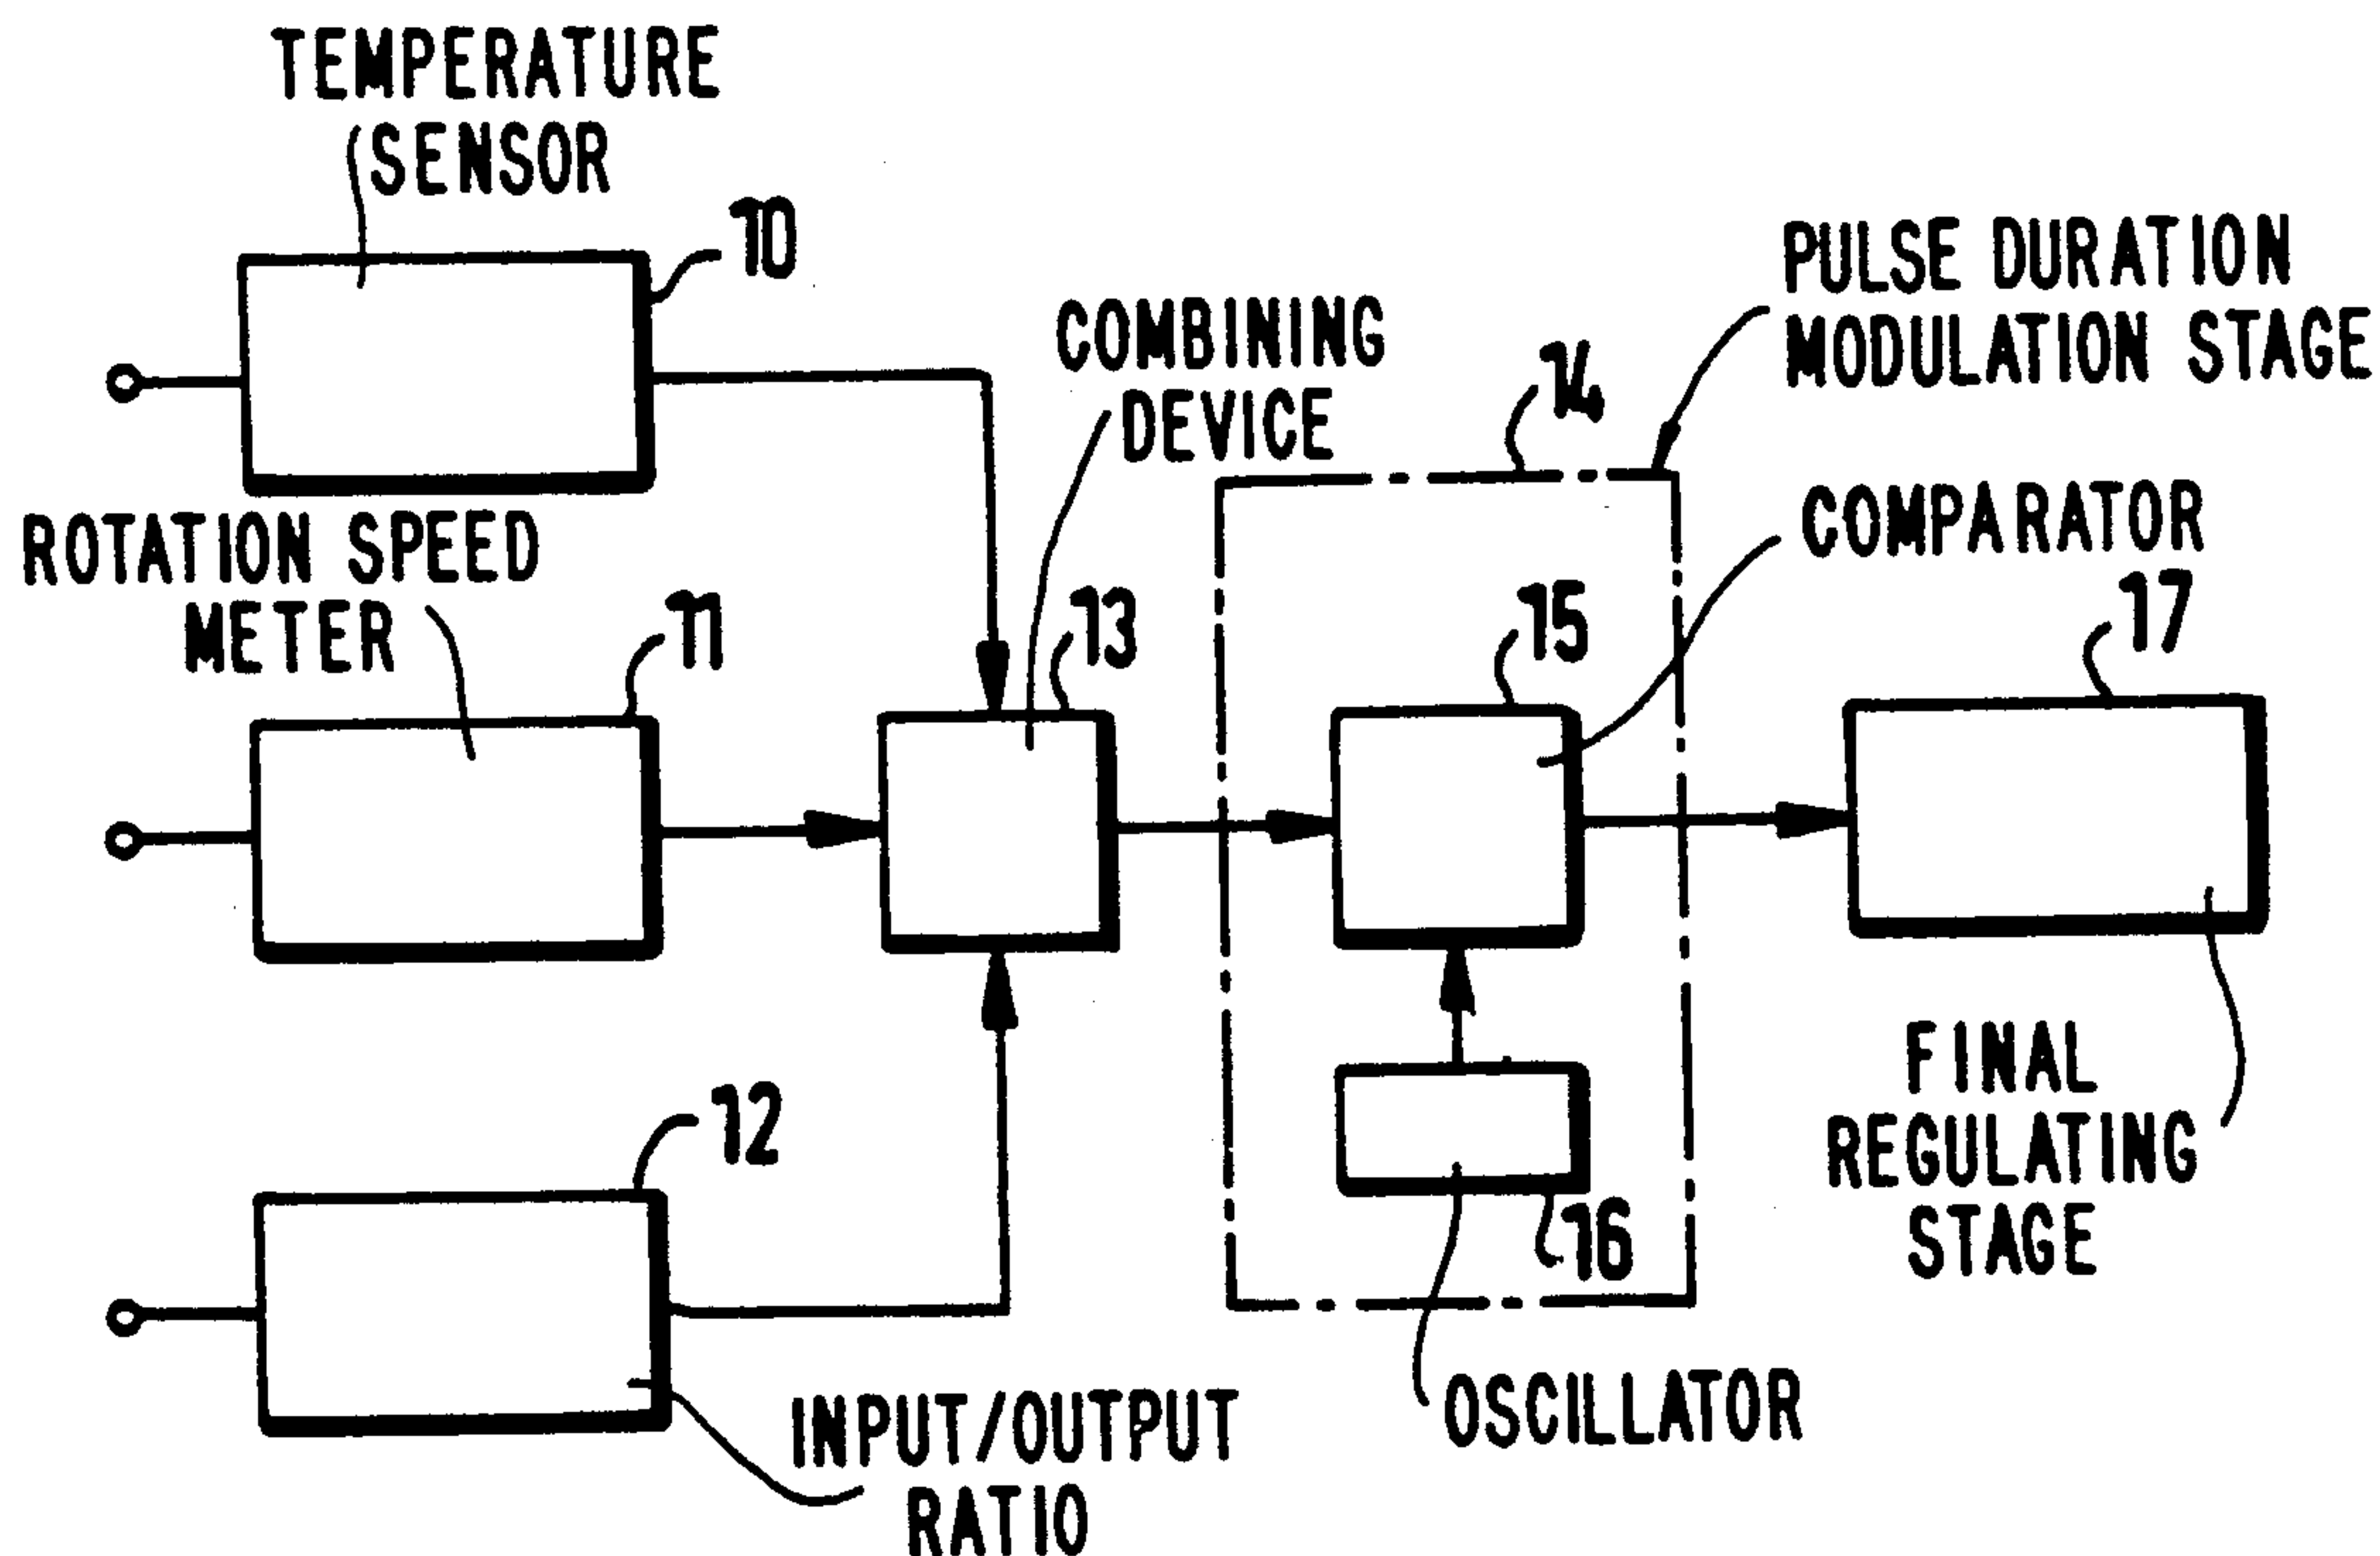 TEMPERATURE
SENSOR
10
PULSE DURATION
MODULATION STAGE
COMBINING
DEVICE
14
COMPARATOR
ROTATION SPEED
METER
11
13
15
17
12
FINAL
REGULATING
STAGE
16
INPUT/OUTPUT
RATIO
OSCILLATOR